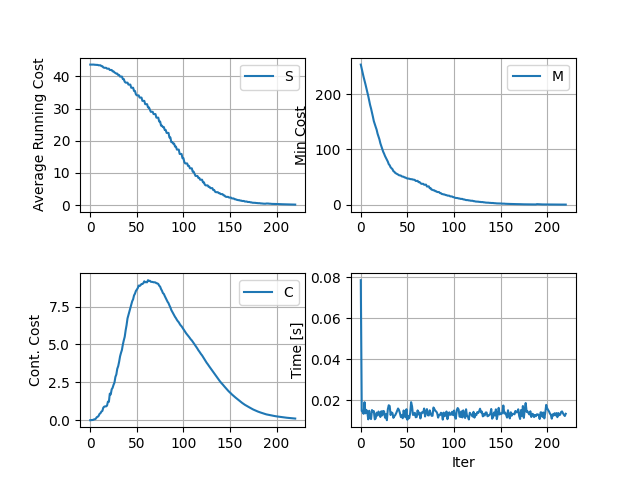 Average Running Cost
40
30
20
10
0
0 50 100 150 200
S
Min Cost
200
100
0
0 50 100 150 200
M
Cont. Cost
7.5
5.0
2.5
0.0
0 50 100 150 200
C
Time [s]
0.08
0.06
0.04
0.02
0 50 100 150 200
Iter